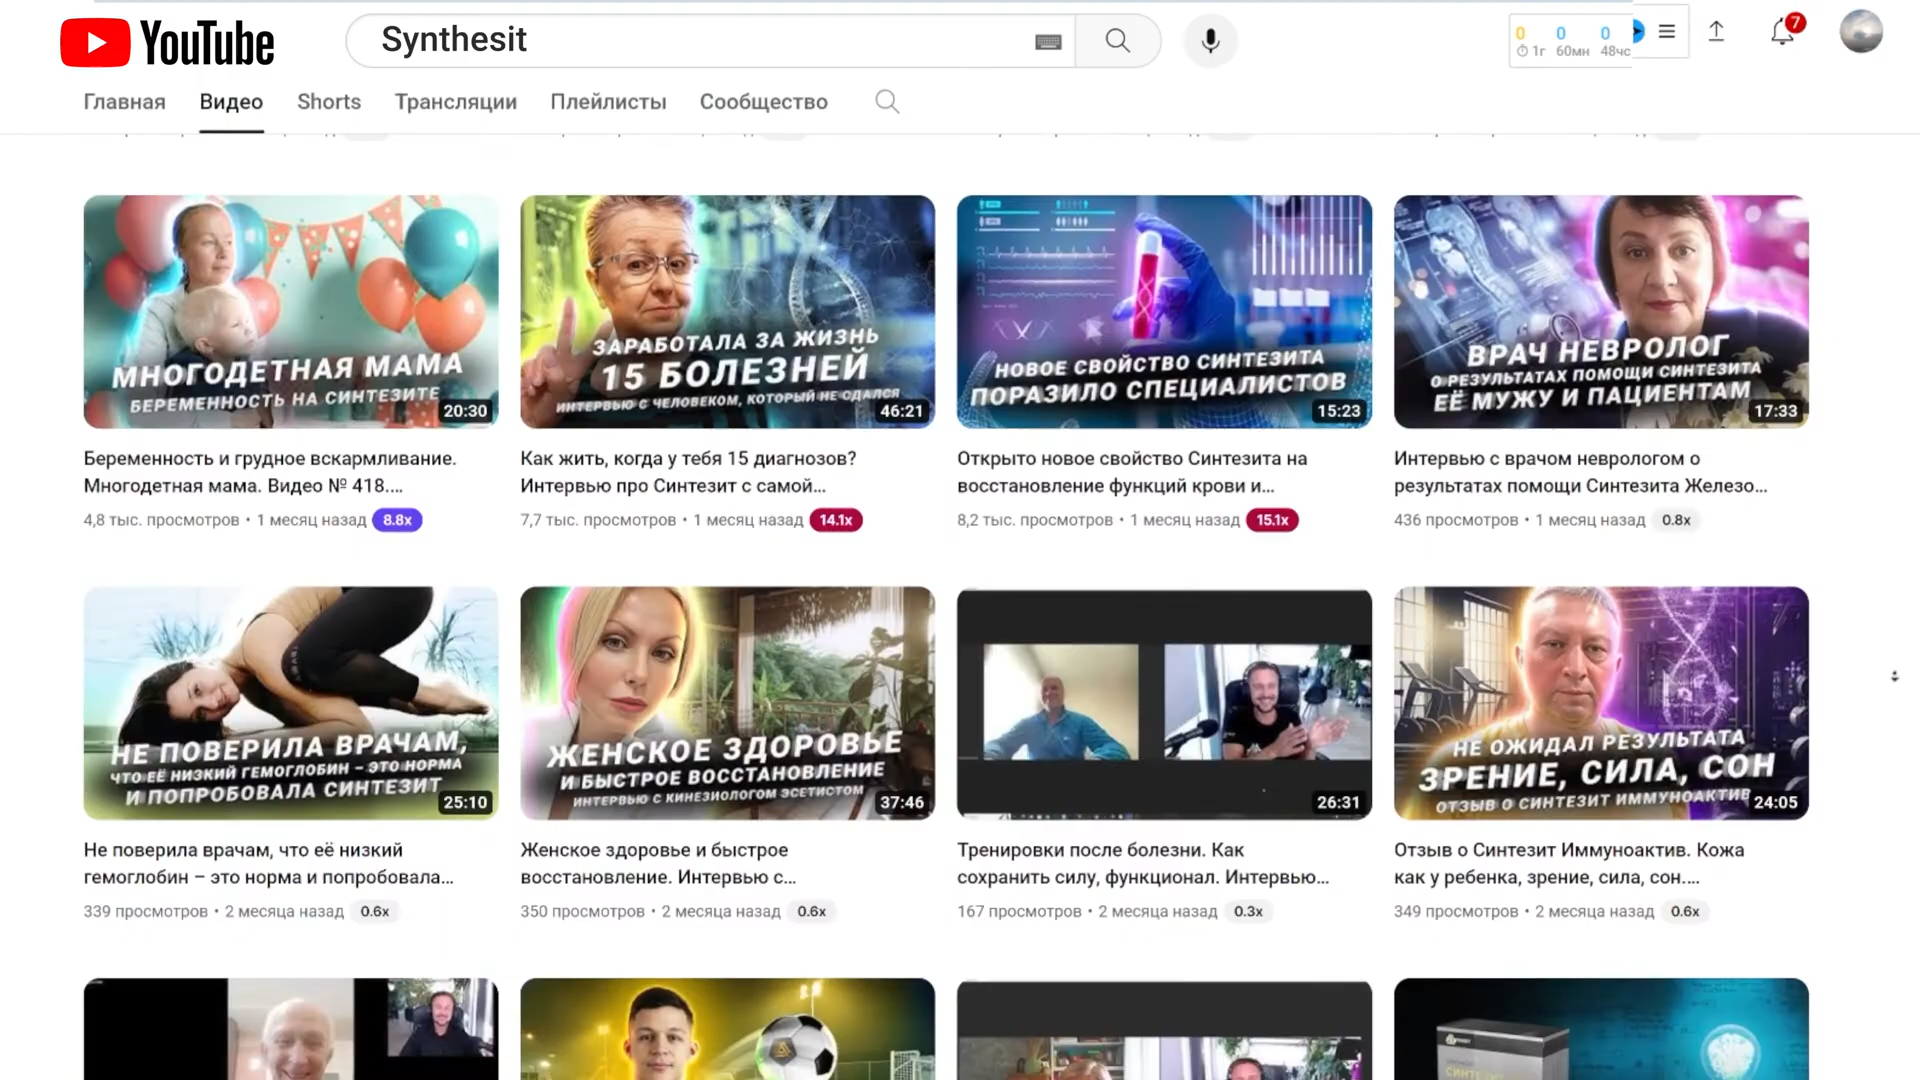 YouTube
Synthesit
0 0 0
1г 60мн 48чс
7
Главная Видео Shorts Трансляции Плейлисты Сообщество
МНОГОДЕТНАЯ МАМА
БЕРЕМЕННОСТЬ НА СИНТЕЗИТЕ
20:30
Беременность и грудное вскармливание.
Многодетная мама. Видео № 418....
4,8 тыс. просмотров • 1 месяц назад 8.8x
ЗАРАБОТАЛА ЗА ЖИЗНЬ
15 БОЛЕЗНЕЙ
ИНТЕРВЬЮ С ЧЕЛОВЕКОМ, КОТОРЫЙ НЕ СДАЛСЯ
46:21
Как жить, когда у тебя 15 диагнозов?
Интервью про Синтезит с самой...
7,7 тыс. просмотров • 1 месяц назад 14.1x
НОВОЕ СВОЙСТВО СИНТЕЗИТА
ПОРАЗИЛО СПЕЦИАЛИСТОВ
15:23
Открыто новое свойство Синтезита на
восстановление функций крови и...
8,2 тыс. просмотров • 1 месяц назад 15.1x
ВРАЧ НЕВРОЛОГ
О РЕЗУЛЬТАТАХ ПОМОЩИ СИНТЕЗИТА
ЕЁ МУЖУ И ПАЦИЕНТАМ
17:33
Интервью с врачом неврологом о
результатах помощи Синтезита Железо...
436 просмотров • 1 месяц назад 0.8x
НЕ ПОВЕРИЛА ВРАЧАМ,
ЧТО ЕЁ НИЗКИЙ ГЕМОГЛОБИН – ЭТО НОРМА
И ПОПРОБОВАЛА СИНТЕЗИТ
25:10
Не поверила врачам, что её низкий
гемоглобин – это норма и попробовала...
339 просмотров • 2 месяца назад 0.6x
ЖЕНСКОЕ ЗДОРОВЬЕ
И БЫСТРОЕ ВОССТАНОВЛЕНИЕ
ИНТЕРВЬЮ С КИНЕЗИОЛОГОМ ЭСЕТИСТОМ
37:46
Женское здоровье и быстрое
восстановление. Интервью с...
350 просмотров • 2 месяца назад 0.6x
26:31
Тренировки после болезни. Как
сохранить силу, функционал. Интервью...
167 просмотров • 2 месяца назад 0.3x
НЕ ОЖИДАЛ РЕЗУЛЬТАТА
ЗРЕНИЕ, СИЛА, СОН
ОТЗЫВ О СИНТЕЗИТ ИММУНОАКТИВ
24:05
Отзыв о Синтезит Иммуноактив. Кожа
как у ребенка, зрение, сила, сон....
349 просмотров • 2 месяца назад 0.6x